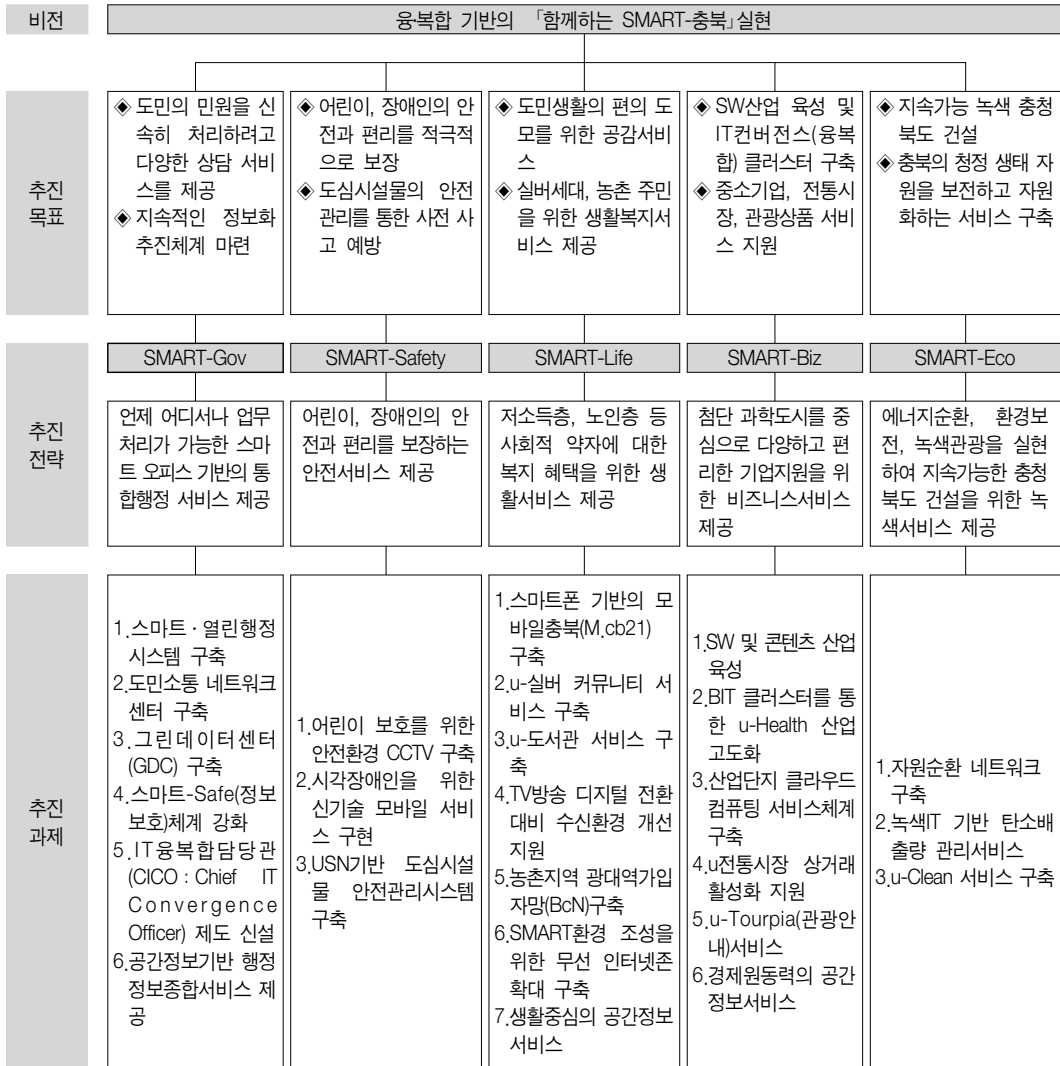 비전
융·복합 기반의 「함께하는 SMART-충북」실현
추진
목표
◈ 도민의 민원을 신
속히 처리하려고
다양한 상담 서비
스를 제공
◈ 지속적인 정보화
추진체계 마련
◈ 어린이, 장애인의 안
전과 편리를 적극적
으로 보장
◈ 도심시설물의 안전
관리를 통한 사전 사
고 예방
◈ 도민생활의 편의 도
모를 위한 공감서비
스
◈ 실버세대, 농촌 주민
을 위한 생활복지서
비스 제공
◈ SW산업 육성 및
IT컨버전스(융복
합) 클러스터 구축
◈ 중소기업, 전통시
장, 관광상품 서비
스 지원
◈ 지속가능 녹색 충청
북도 건설
◈ 충북의 청정 생태 자
원을 보전하고 자원
화하는 서비스 구축
추진
전략
SMART-Gov
언제 어디서나 업무
처리가 가능한 스마
트 오피스 기반의 통
합행정 서비스 제공
SMART-Safety
어린이, 장애인의 안
전과 편리를 보장하는
안전서비스 제공
SMART-Life
저소득층, 노인층 등
사회적 약자에 대한
복지 혜택을 위한 생
활서비스 제공
SMART-Biz
첨단 과학도시를 중
심으로 다양하고 편
리한 기업지원을 위
한 비즈니스서비스
제공
SMART-Eco
에너지순환, 환경보
전, 녹색관광을 실현
하여 지속가능한 충청
북도 건설을 위한 녹
색서비스 제공
추진
과제
1.스마트·열린행정
시스템 구축
2.도민소통 네트워크
센터 구축
3.그린데이터센터
(GDC) 구축
4.스마트-Safe(정보
보호)체계 강화
5.IT융복합담당관
(CICO : Chief IT
Convergence
Officer) 제도 신설
6.공간정보기반 행정
정보종합서비스 제
공
1.어린이 보호를 위한
안전환경 CCTV 구축
2.시각장애인을 위한
신기술 모바일 서비
스 구현
3.USN기반 도심시설
물 안전관리시스템
구축
1.스마트폰 기반의 모
바일충북(M.cb21)
구축
2.u-실버 커뮤니티 서
비스 구축
3.u-도서관 서비스 구
축
4.TV방송 디지털 전환
대비 수신환경 개선
지원
5.농촌지역 광대역가입
자망(BcN)구축
6.SMART환경 조성을
위한 무선 인터넷존
확대 구축
7.생활중심의 공간정보
서비스
1.SW 및 콘텐츠 산업
육성
2.BIT 클러스터를 통
한 u-Health 산업
고도화
3.산업단지 클라우드
컴퓨팅 서비스체계
구축
4.u전통시장 상거래
활성화 지원
5.u-Tourpia(관광안
내)서비스
6.경제원동력의 공간
정보서비스
1.자원순환 네트워크
구축
2.녹색IT 기반 탄소배
출량 관리서비스
3.u-Clean 서비스 구축